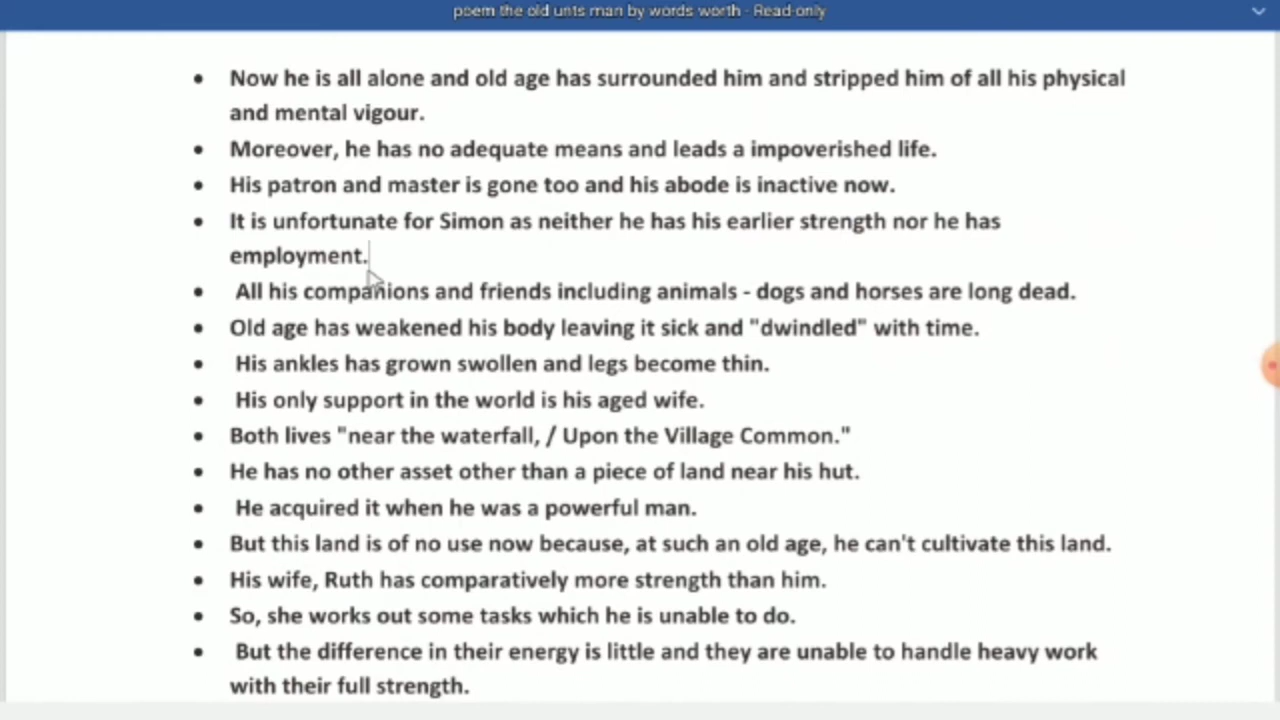 poem the old unts man by words worth - Read-only
• Now he is all alone and old age has surrounded him and stripped him of all his physical
and mental vigour.
• Moreover, he has no adequate means and leads a impoverished life.
• His patron and master is gone too and his abode is inactive now.
• It is unfortunate for Simon as neither he has his earlier strength nor he has
employment.
• All his companions and friends including animals - dogs and horses are long dead.
• Old age has weakened his body leaving it sick and "dwindled" with time.
• His ankles has grown swollen and legs become thin.
• His only support in the world is his aged wife.
• Both lives "near the waterfall, / Upon the Village Common."
• He has no other asset other than a piece of land near his hut.
• He acquired it when he was a powerful man.
• But this land is of no use now because, at such an old age, he can't cultivate this land.
• His wife, Ruth has comparatively more strength than him.
• So, she works out some tasks which he is unable to do.
• But the difference in their energy is little and they are unable to handle heavy work
with their full strength.